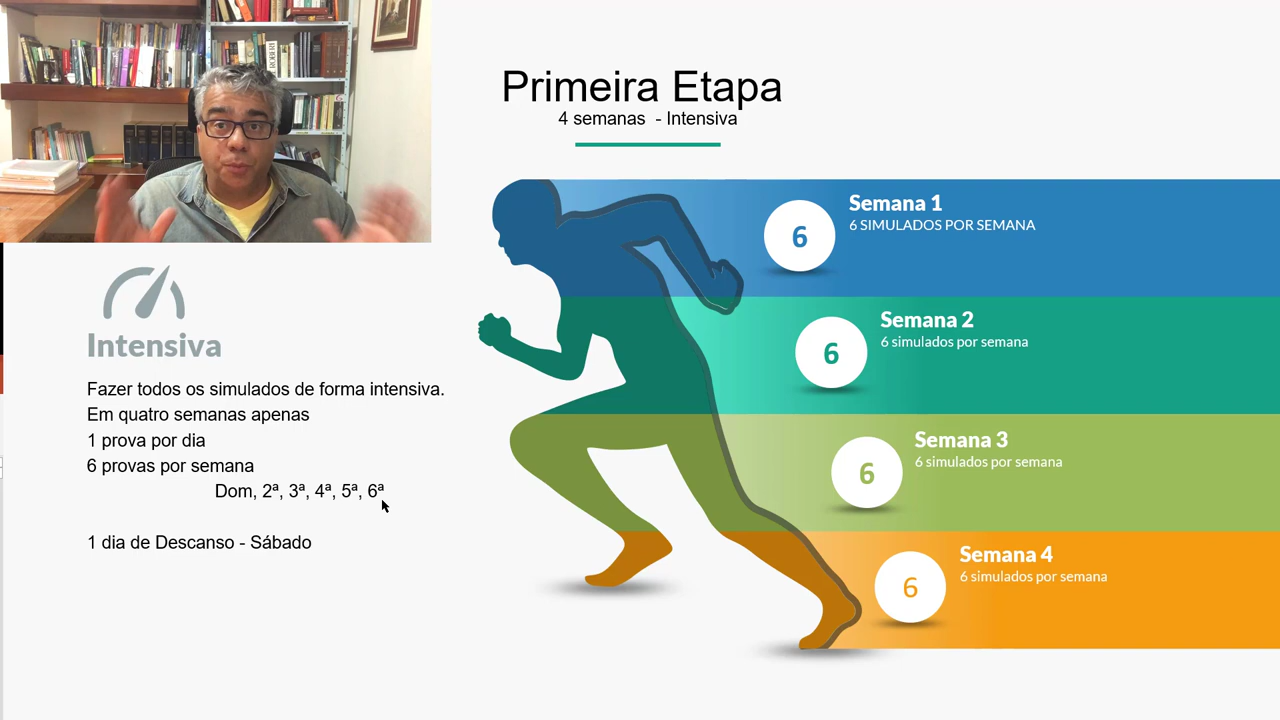 Primeira Etapa
4 semanas - Intensiva
Semana 1
6 SIMULADOS POR SEMANA
6
Semana 2
6 simulados por semana
6
Semana 3
6 simulados por semana
6
Semana 4
6 simulados por semana
6
Intensiva
Fazer todos os simulados de forma intensiva.
Em quatro semanas apenas
1 prova por dia
6 provas por semana
Dom, 2ª, 3ª, 4ª, 5ª, 6ª
1 dia de Descanso - Sábado